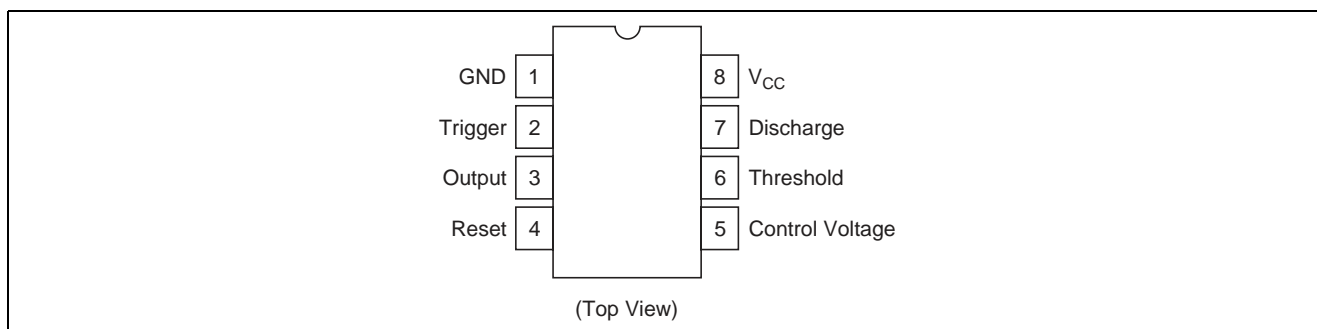 GND 1 8 VCC
Trigger 2 7 Discharge
Output 3 6 Threshold
Reset 4 5 Control Voltage
(Top View)